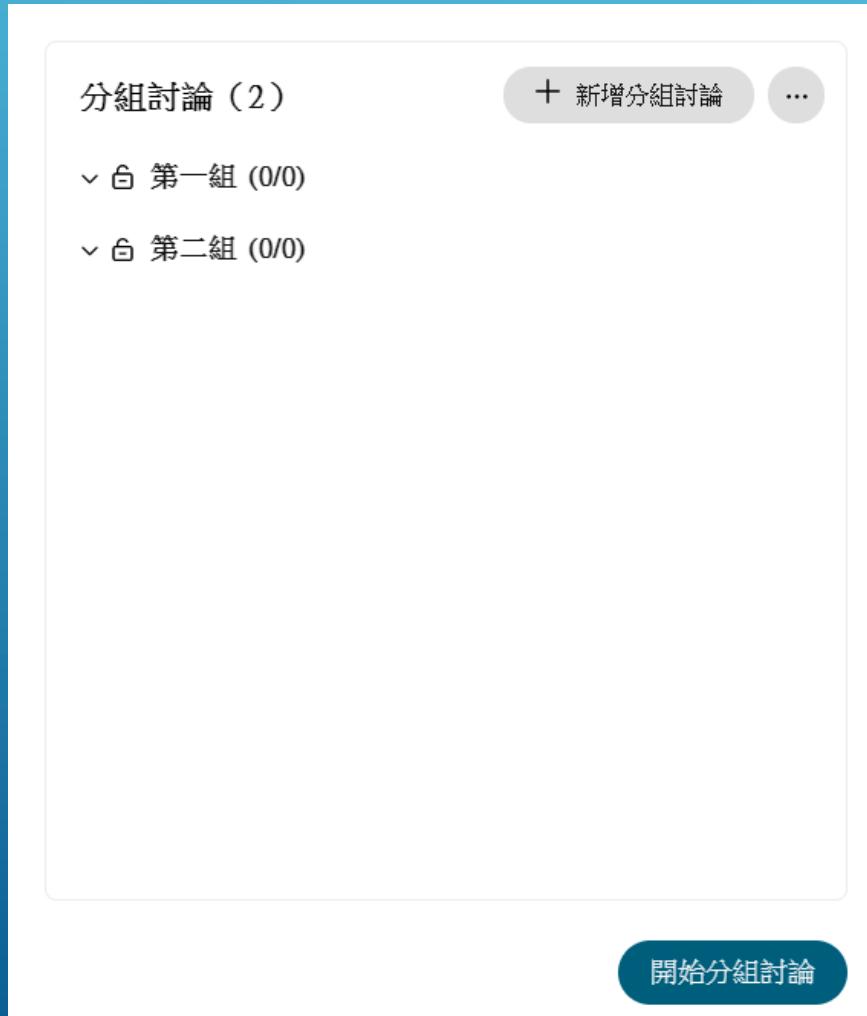 分組討論（2）
＋ 新增分組討論 ...
第一組 (0/0)
第二組 (0/0)
開始分組討論